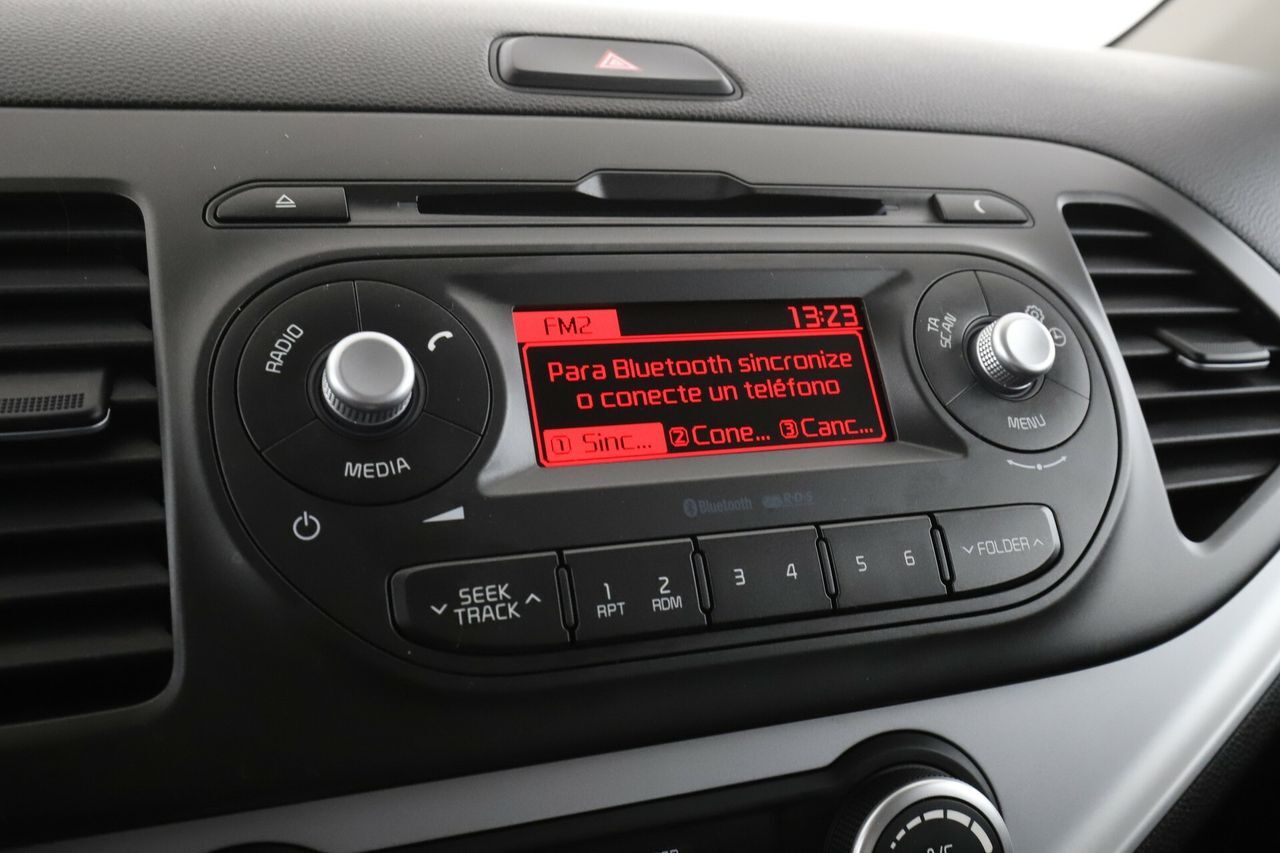 FM2
13:23
Para Bluetooth sincronize
o conecte un teléfono
1 Sinc... 2 Cone... 3 Canc...
RADIO
MEDIA
TA
SCAN
MENU
Bluetooth R·D·S
SEEK
TRACK
1
RPT
2
RDM
3
4
5
6
FOLDER